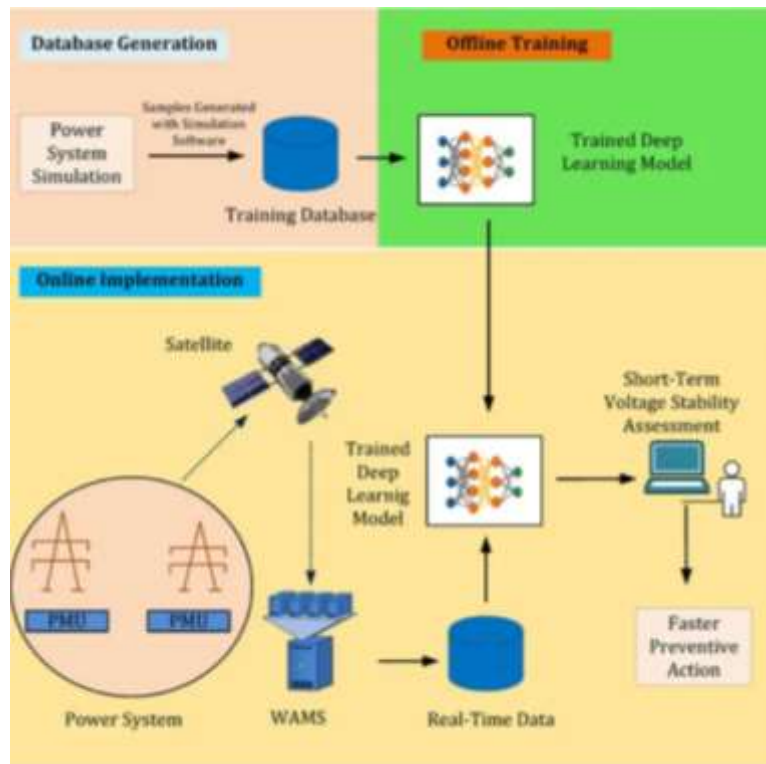 Database Generation
Offline Training
Samples Generated
with Simulation
Software
Power
System
Simulation
Training Database
Trained Deep
Learning Model
Online Implementation
Satellite
Short-Term
Voltage Stability
Assessment
Trained
Deep
Learnig
Model
PMU
PMU
Faster
Preventive
Action
Power System
WAMS
Real-Time Data